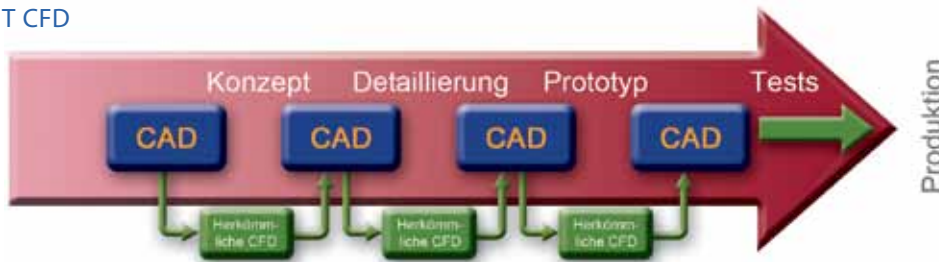 T CFD
Konzept Detaillierung Prototyp Tests
CAD CAD CAD CAD
Herkömm-
liche CFD
Herkömm-
liche CFD
Herkömm-
liche CFD
Produktion